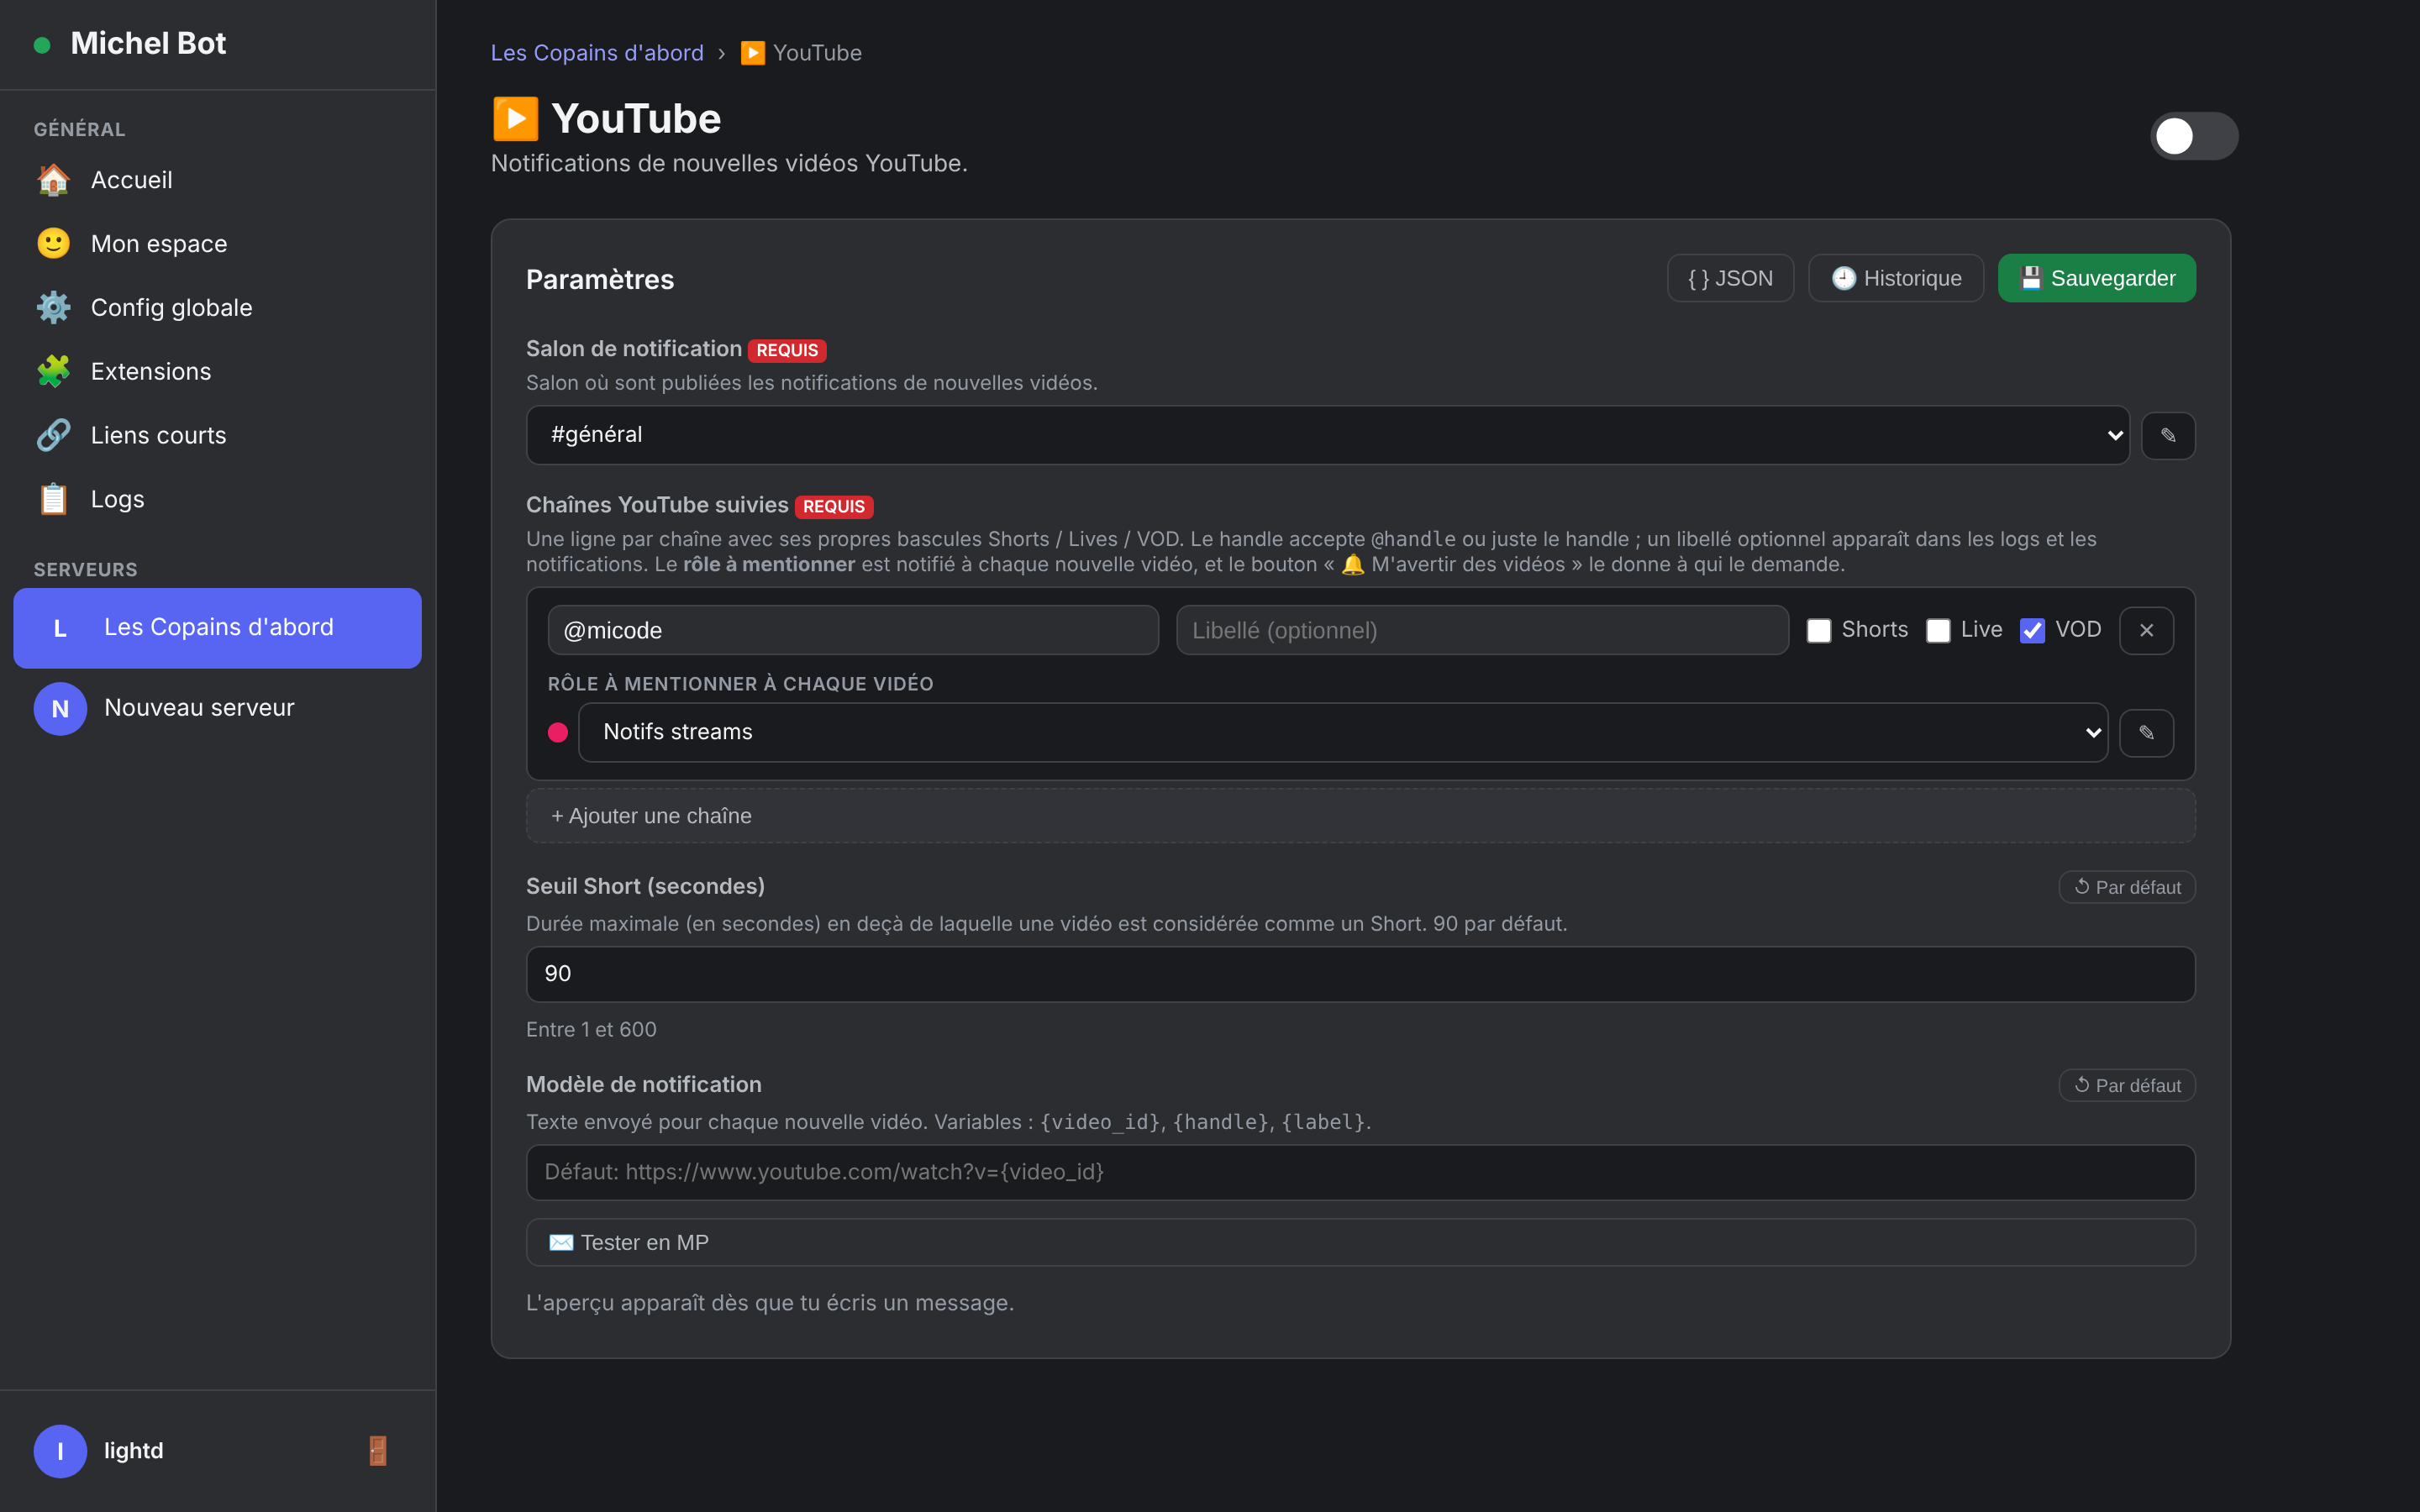 Michel Bot
GÉNÉRAL
🏠 Accueil
🙂 Mon espace
⚙️ Config globale
🧩 Extensions
🔗 Liens courts
📋 Logs
SERVEURS
L Les Copains d'abord
N Nouveau serveur
l lightd 🚪
Les Copains d'abord › ▶️ YouTube
▶️ YouTube
Notifications de nouvelles vidéos YouTube.
Paramètres
{ } JSON
🕘 Historique
💾 Sauvegarder
Salon de notification REQUIS
Salon où sont publiées les notifications de nouvelles vidéos.
#général
✎
Chaînes YouTube suivies REQUIS
Une ligne par chaîne avec ses propres bascules Shorts / Lives / VOD. Le handle accepte @handle ou juste le handle ; un libellé optionnel apparaît dans les logs et les
notifications. Le rôle à mentionner est notifié à chaque nouvelle vidéo, et le bouton « 🔔 M'avertir des vidéos » le donne à qui le demande.
@micode
Libellé (optionnel)
Shorts
Live
VOD
✕
RÔLE À MENTIONNER À CHAQUE VIDÉO
Notifs streams
✎
+ Ajouter une chaîne
Seuil Short (secondes)
↺ Par défaut
Durée maximale (en secondes) en deçà de laquelle une vidéo est considérée comme un Short. 90 par défaut.
90
Entre 1 et 600
Modèle de notification
↺ Par défaut
Texte envoyé pour chaque nouvelle vidéo. Variables : {video_id}, {handle}, {label}.
Défaut: https://www.youtube.com/watch?v={video_id}
✉️ Tester en MP
L'aperçu apparaît dès que tu écris un message.